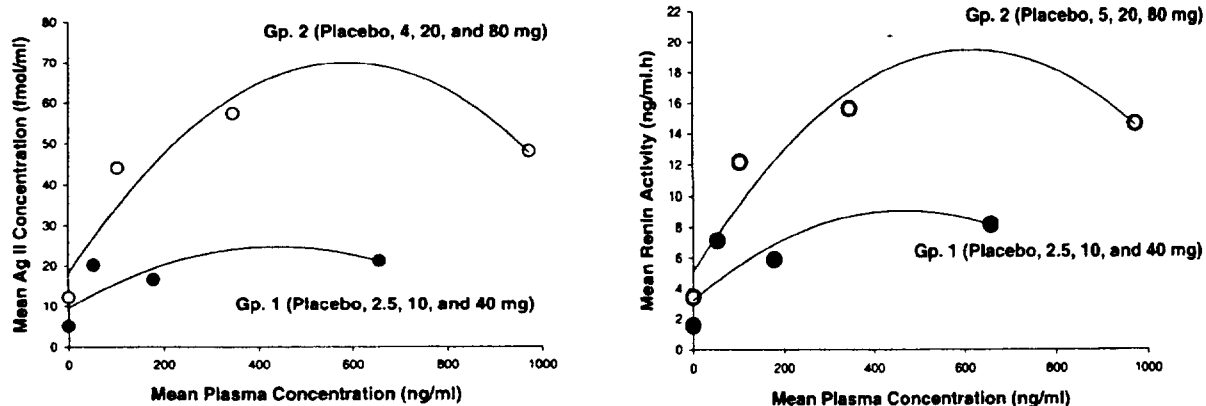 Gp. 2 (Placebo, 4, 20, and 80 mg)
Mean Ag II Concentration (fmol/ml)
80
70
60
50
40
30
20
10
0
Gp. 1 (Placebo, 2.5, 10, and 40 mg)
0 200 400 600 800 1000
Mean Plasma Concentration (ng/ml)
Gp. 2 (Placebo, 5, 20, 80 mg)
Mean Renin Activity (ng/ml.h)
22
20
18
16
14
12
10
8
6
4
2
0
Gp. 1 (Placebo, 2.5, 10, and 40 mg)
0 200 400 600 800 1000
Mean Plasma Concentration (ng/ml)